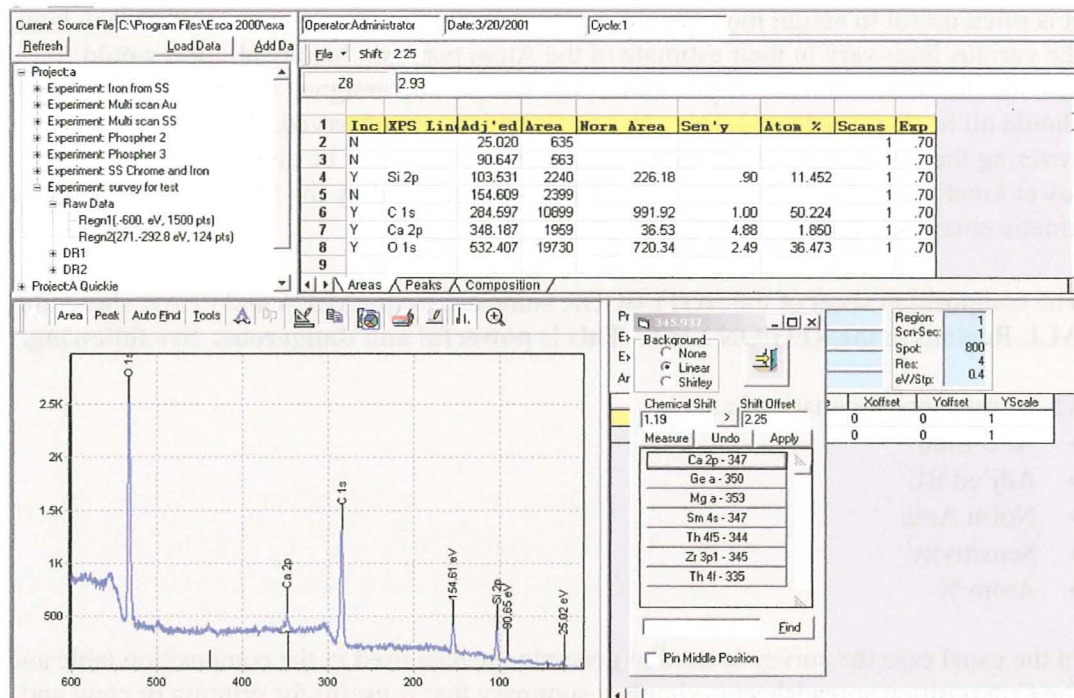 Current Source File C:\Program Files\Esca 2000\exa
Refresh Load Data Add Da
Project:a
Experiment: Iron from SS
Experiment: Multi scan Au
Experiment: Multi scan SS
Experiment: Phospher 2
Experiment: Phospher 3
Experiment: SS Chrome and Iron
Experiment: survey for test
Raw Data
Regn1(-600. eV, 1500 pts)
Regn2(271.-292.8 eV, 124 pts)
DR1
DR2
Project:A Quickie
Operator:Administrator Date:3/20/2001 Cycle:1
File Shift 2.25
Z8 2.93
1 Inc XPS Lin Adj'ed Area Norm Area Sen'y Atom % Scans Exp
2 N 25.020 635 1 .70
3 N 90.647 563 1 .70
4 Y Si 2p 103.531 2240 226.18 .90 11.452 1 .70
5 N 154.609 2399 1 .70
6 Y C 1s 284.597 10899 991.92 1.00 50.224 1 .70
7 Y Ca 2p 348.187 1959 36.53 4.88 1.850 1 .70
8 Y O 1s 532.407 19730 720.34 2.49 36.473 1 .70
9
Areas Peaks Composition
Area Peak Auto Find Tools
2.5K
2K
1.5K
1K
500
O 1s
Ca 2p
C 1s
154.61 eV
Si 2p
90.65 eV
25.02 eV
600 500 400 300 200 100
345.937
Background
None
Linear
Shirley
Chemical Shift Shift Offset
1.19 > 2.25
Measure Undo Apply
Ca 2p - 347
Ge a - 350
Mg a - 353
Sm 4s - 347
Th 4f5 - 344
Zr 3p1 - 345
Th 4f - 335
Find
Fix Middle Position
Region: 1
Scn-Sec: 1
Spot: 800
Res: 4
eV/Stp: 0.4
Xoffset Yoffset YScale
0 0 1
0 0 1